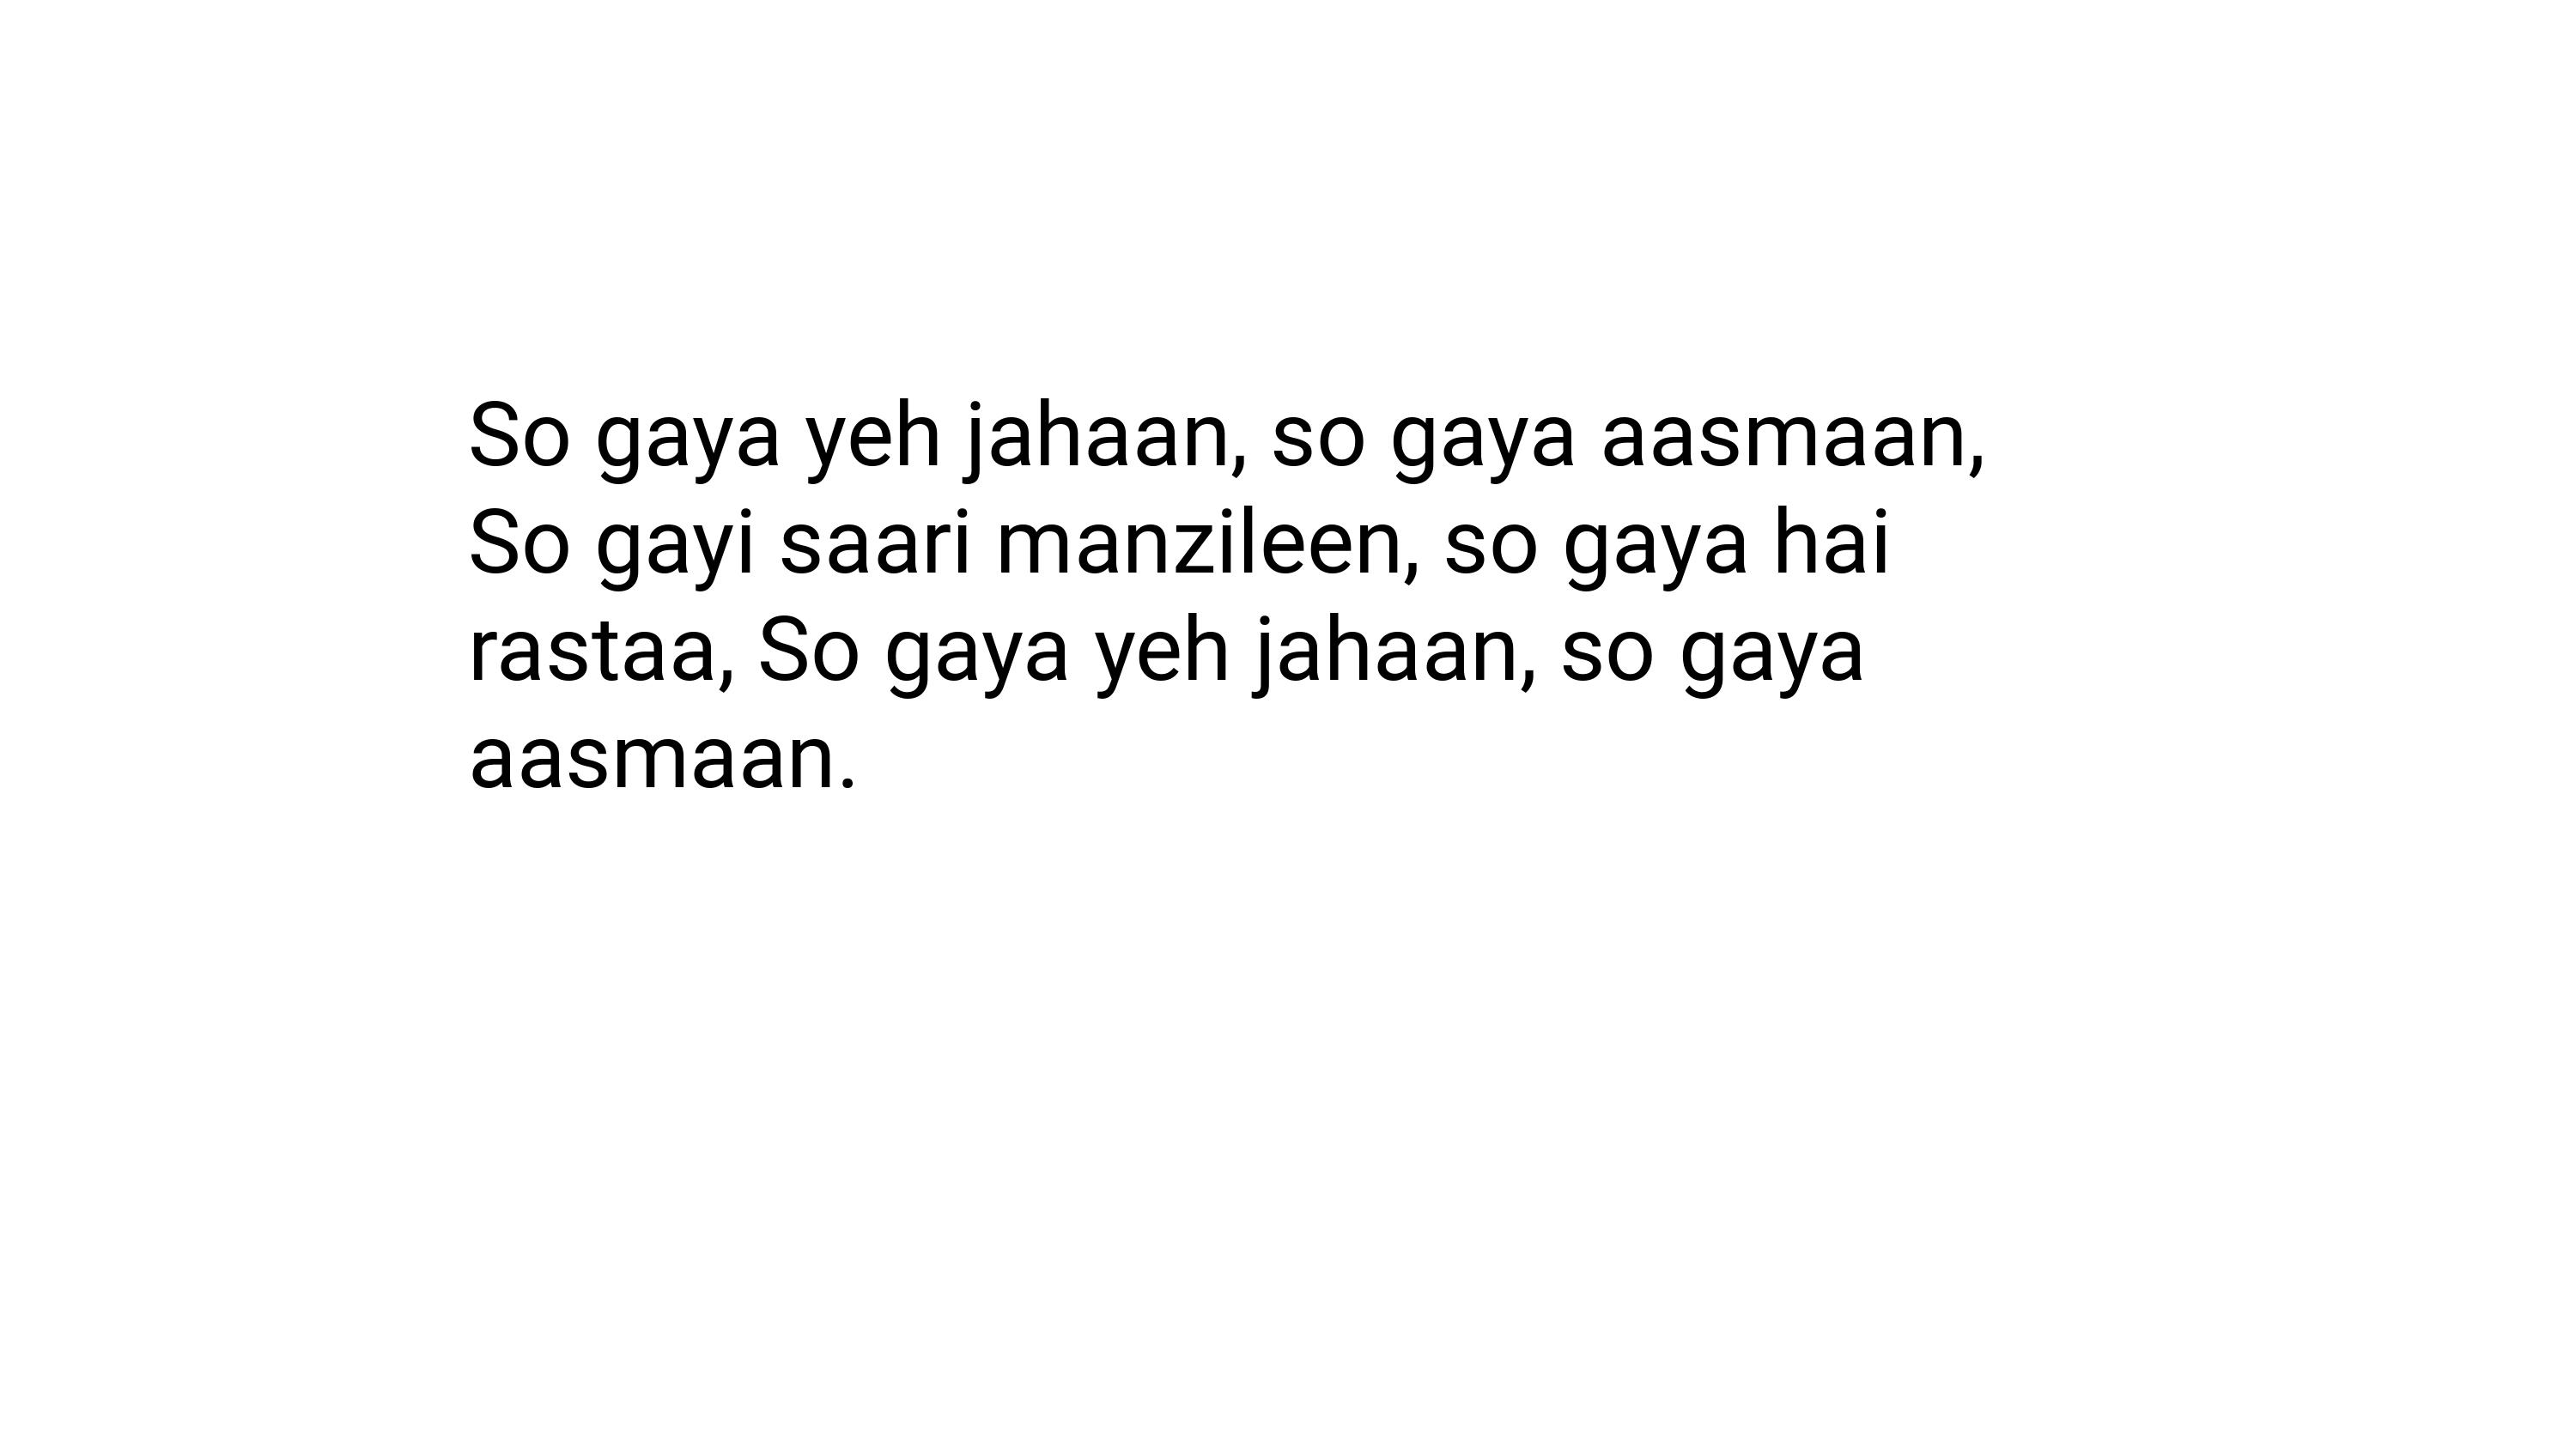 So gaya yeh jahaan, so gaya aasmaan,
So gayi saari manzileen, so gaya hai
rastaa, So gaya yeh jahaan, so gaya
aasmaan.